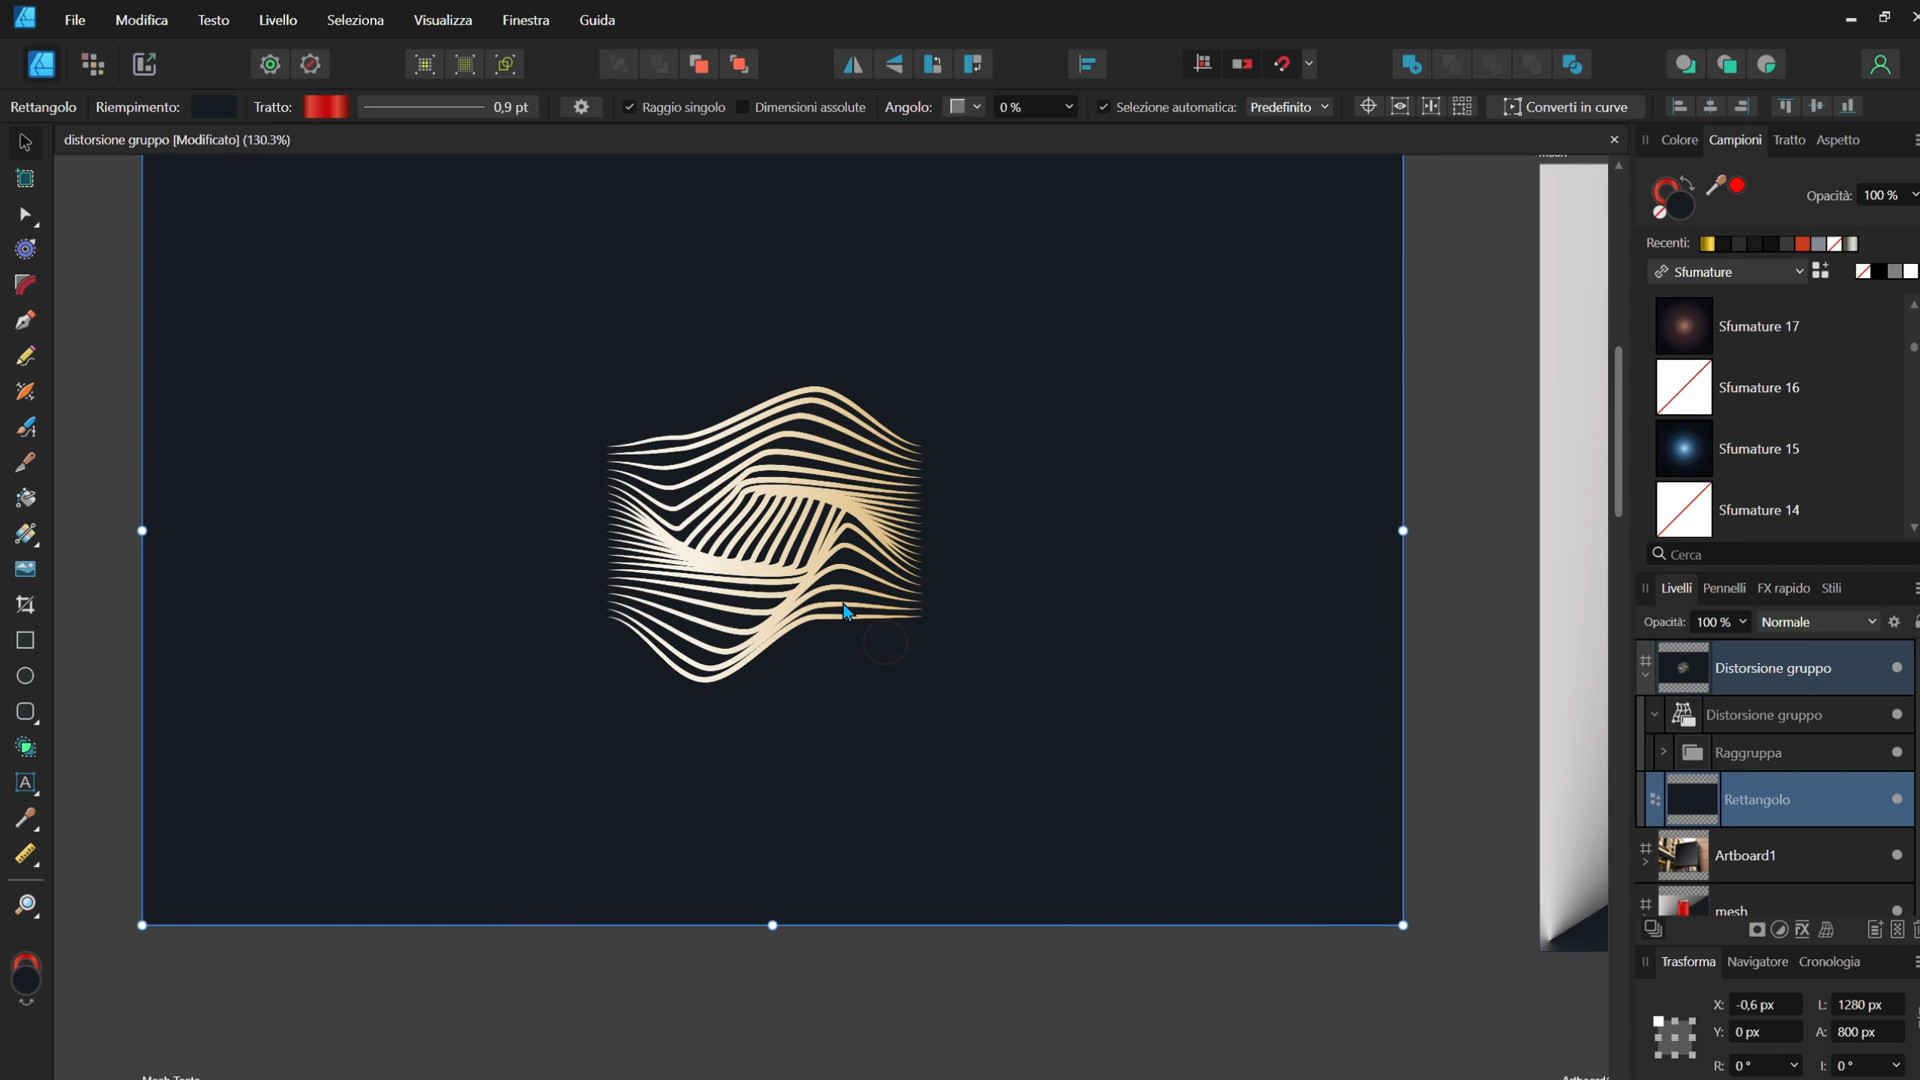 File Modifica Testo Livello Seleziona Visualizza Finestra Guida
Rettangolo Riempimento: Tratto: 0,9 pt Raggio singolo Dimensioni assolute Angolo: 0 % Selezione automatica: Predefinito Converti in curve
distorsione gruppo [Modificato] (130.3%)
Colore Campioni Tratto Aspetto
Opacità: 100 %
Recenti:
Sfumature
Sfumature 17
Sfumature 16
Sfumature 15
Sfumature 14
Cerca
Livelli Pennelli FX rapido Stili
Opacità: 100 % Normale
Distorsione gruppo
Distorsione gruppo
Raggruppa
Rettangolo
Artboard1
mesh
Trasforma Navigatore Cronologia
X: -0,6 px L: 1280 px
Y: 0 px A: 800 px
R: 0 ° I: 0 °